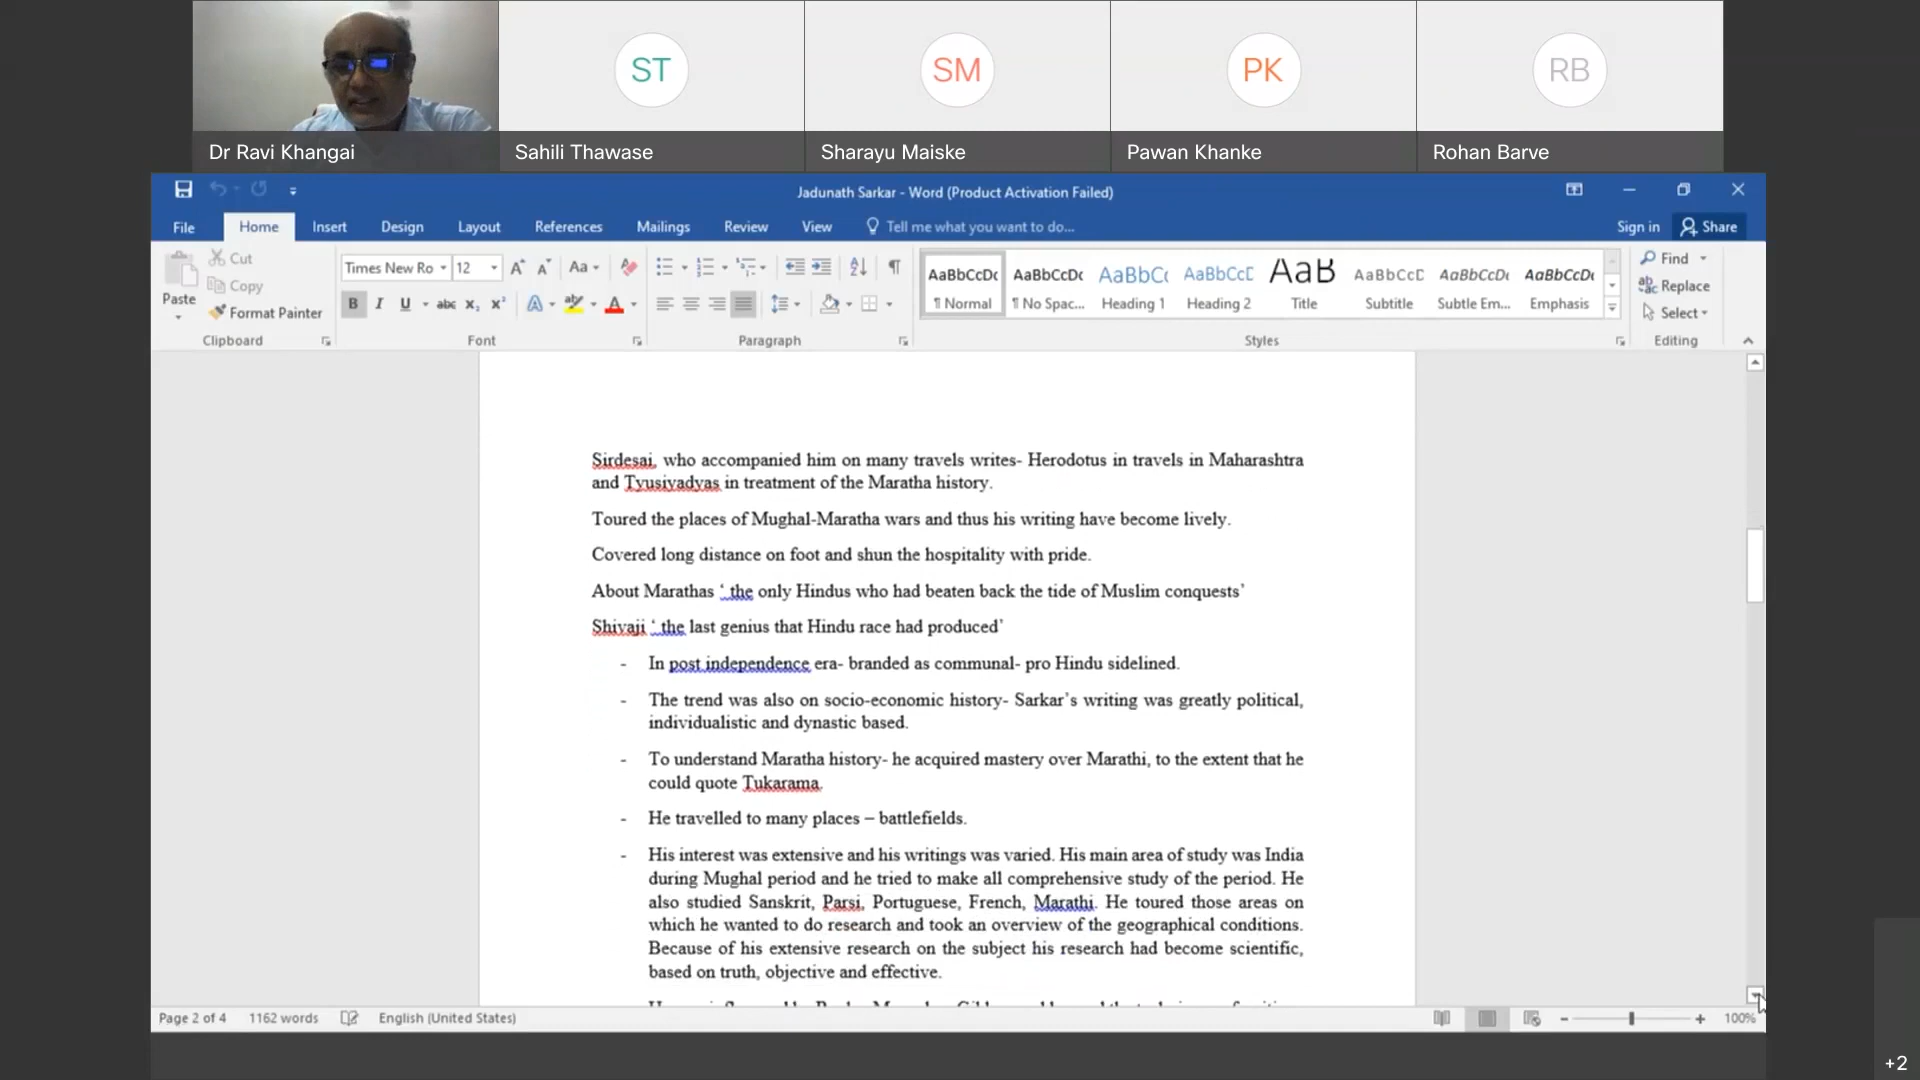 ST
SM
PK
RB
Dr Ravi Khangai
Sahili Thawase
Sharayu Maiske
Pawan Khanke
Rohan Barve
Jadunath Sarkar - Word (Product Activation Failed)
File Home Insert Design Layout References Mailings Review View Tell me what you want to do... Sign in Share
Paste
Cut
Copy
Format Painter
Clipboard
Times New Ro 12
Font
Paragraph
AaBbCcDc AaBbCcDc AaBbC AaBbCcD AaB AaBbCcD AaBbCcDc AaBbCcDc
¶ Normal ¶ No Spac... Heading 1 Heading 2 Title Subtitle Subtle Em... Emphasis
Styles
Find
Replace
Select
Editing
Sirdesai, who accompanied him on many travels writes- Herodotus in travels in Maharashtra
and Tyusivadyas in treatment of the Maratha history.
Toured the places of Mughal-Maratha wars and thus his writing have become lively.
Covered long distance on foot and shun the hospitality with pride.
About Marathas ‘ the only Hindus who had beaten back the tide of Muslim conquests’
Shivaji ‘ the last genius that Hindu race had produced’
- In post independence era- branded as communal- pro Hindu sidelined.
- The trend was also on socio-economic history- Sarkar’s writing was greatly political,
individualistic and dynastic based.
- To understand Maratha history- he acquired mastery over Marathi, to the extent that he
could quote Tukarama.
- He travelled to many places – battlefields.
- His interest was extensive and his writings was varied. His main area of study was India
during Mughal period and he tried to make all comprehensive study of the period. He
also studied Sanskrit, Parsi, Portuguese, French, Marathi. He toured those areas on
which he wanted to do research and took an overview of the geographical conditions.
Because of his extensive research on the subject his research had become scientific,
based on truth, objective and effective.
Page 2 of 4 1162 words English (United States) 100%
+2